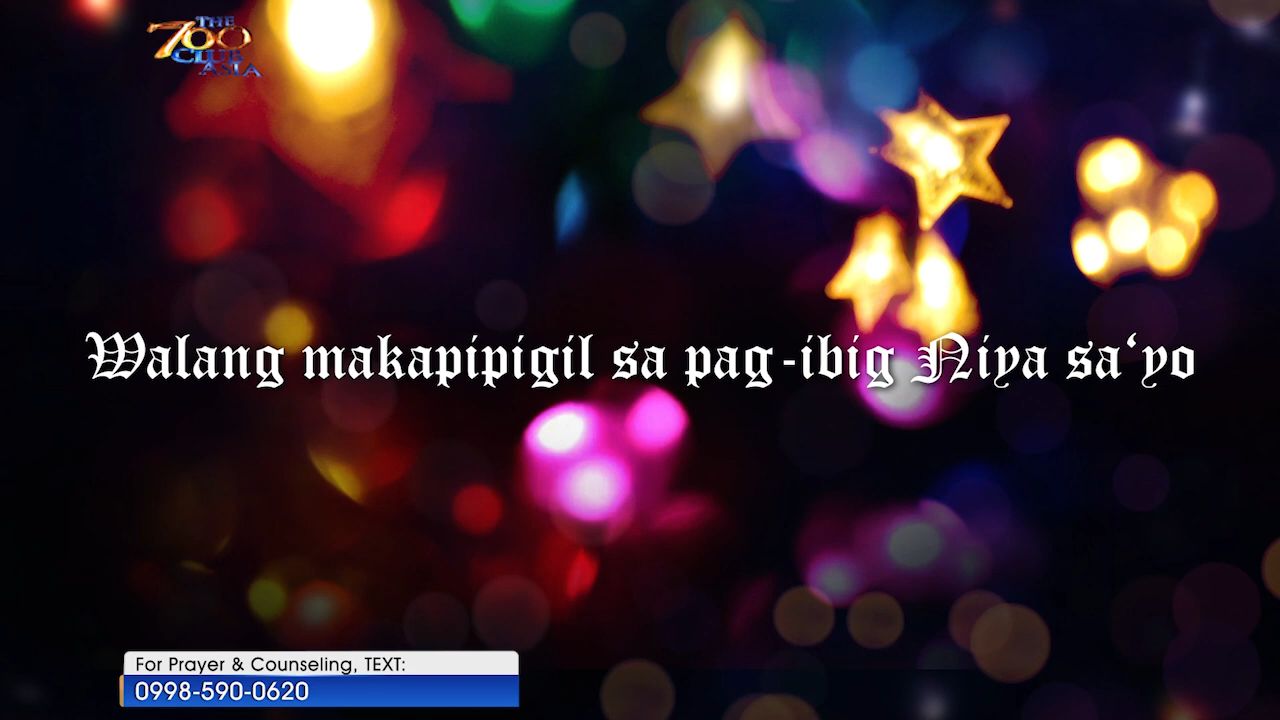 THE
700
CLUB
ASIA
Walang makapipigil sa pag-ibig Niya sa‘yo
For Prayer & Counseling, TEXT:
0998-590-0620